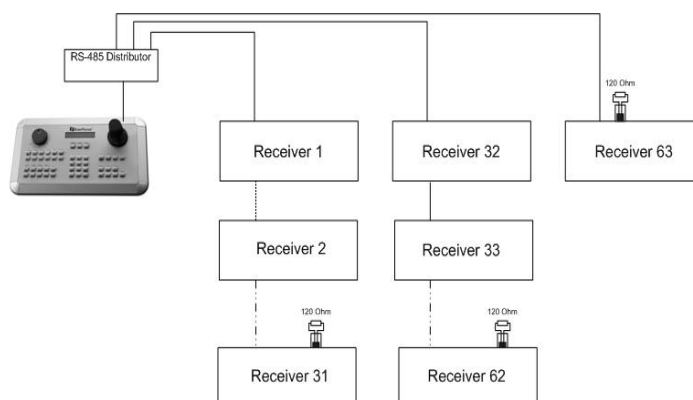 RS-485 Distributor
120 Ohm
Receiver 1
Receiver 32
Receiver 63
Receiver 2
Receiver 33
120 Ohm
120 Ohm
Receiver 31
Receiver 62